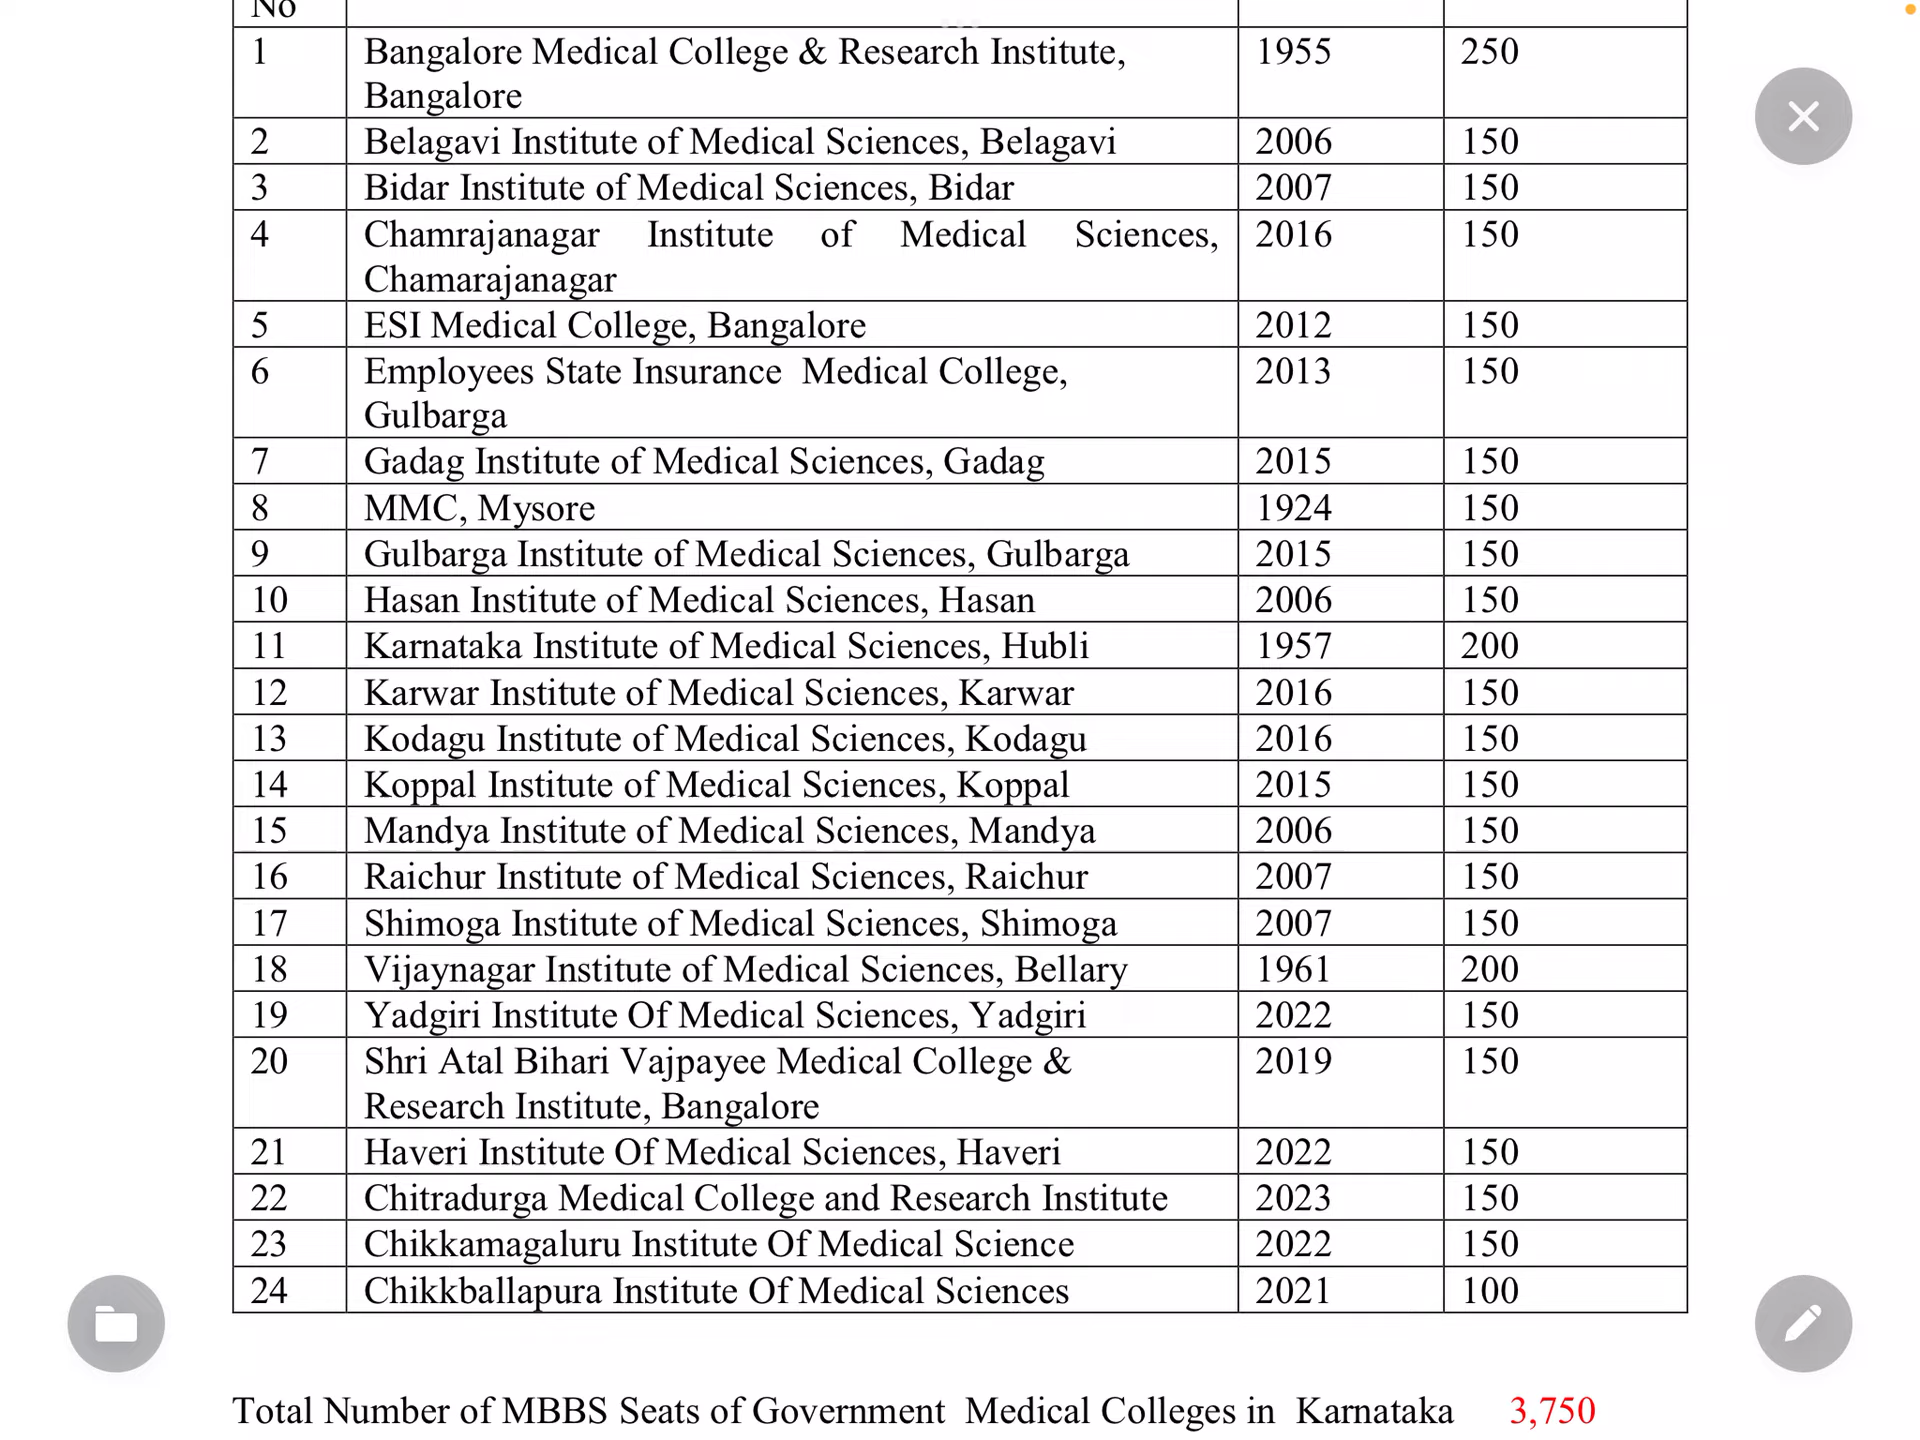 No
1 Bangalore Medical College & Research Institute, 1955 250
Bangalore
2 Belagavi Institute of Medical Sciences, Belagavi 2006 150
3 Bidar Institute of Medical Sciences, Bidar 2007 150
4 Chamrajanagar Institute of Medical Sciences, 2016 150
Chamarajanagar
5 ESI Medical College, Bangalore 2012 150
6 Employees State Insurance Medical College, 2013 150
Gulbarga
7 Gadag Institute of Medical Sciences, Gadag 2015 150
8 MMC, Mysore 1924 150
9 Gulbarga Institute of Medical Sciences, Gulbarga 2015 150
10 Hasan Institute of Medical Sciences, Hasan 2006 150
11 Karnataka Institute of Medical Sciences, Hubli 1957 200
12 Karwar Institute of Medical Sciences, Karwar 2016 150
13 Kodagu Institute of Medical Sciences, Kodagu 2016 150
14 Koppal Institute of Medical Sciences, Koppal 2015 150
15 Mandya Institute of Medical Sciences, Mandya 2006 150
16 Raichur Institute of Medical Sciences, Raichur 2007 150
17 Shimoga Institute of Medical Sciences, Shimoga 2007 150
18 Vijaynagar Institute of Medical Sciences, Bellary 1961 200
19 Yadgiri Institute Of Medical Sciences, Yadgiri 2022 150
20 Shri Atal Bihari Vajpayee Medical College & 2019 150
Research Institute, Bangalore
21 Haveri Institute Of Medical Sciences, Haveri 2022 150
22 Chitradurga Medical College and Research Institute 2023 150
23 Chikkamagaluru Institute Of Medical Science 2022 150
24 Chikkballapura Institute Of Medical Sciences 2021 100
Total Number of MBBS Seats of Government Medical Colleges in Karnataka 3,750